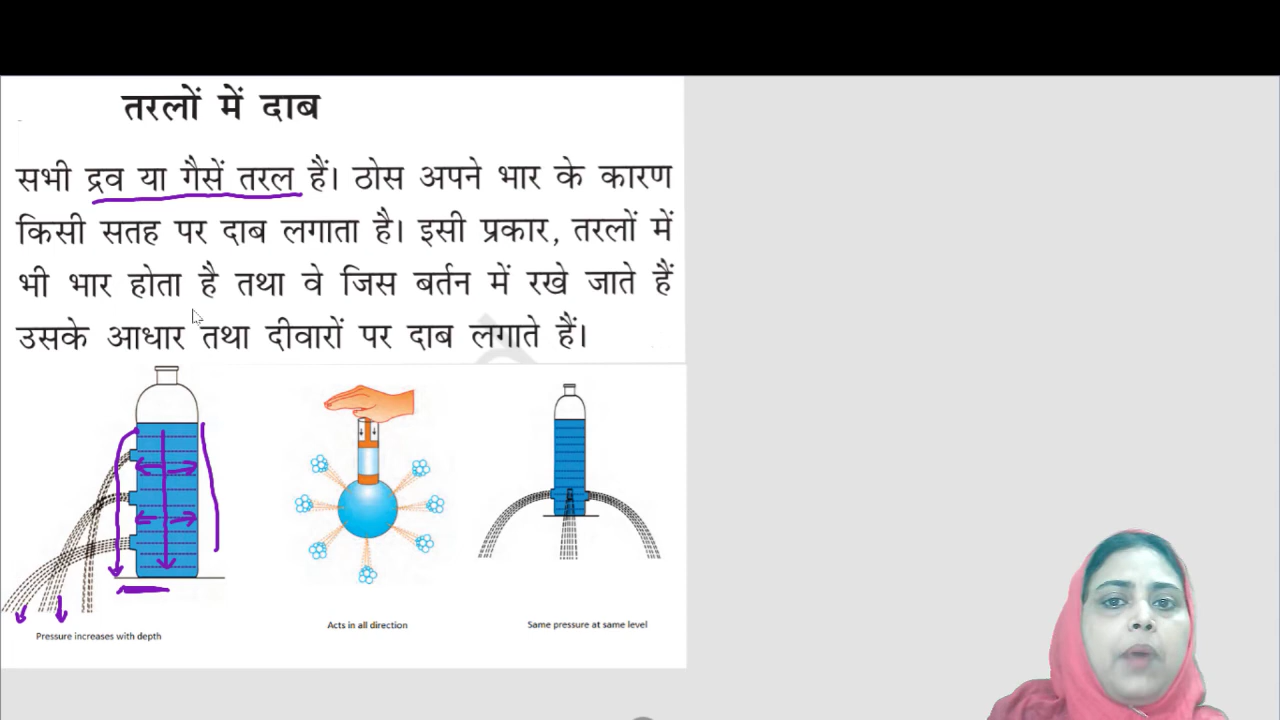 तरलों में दाब
सभी द्रव या गैसें तरल हैं। ठोस अपने भार के कारण
किसी सतह पर दाब लगाता है। इसी प्रकार, तरलों में
भी भार होता है तथा वे जिस बर्तन में रखे जाते हैं
उसके आधार तथा दीवारों पर दाब लगाते हैं।
Pressure increases with depth
Acts in all direction
Same pressure at same level